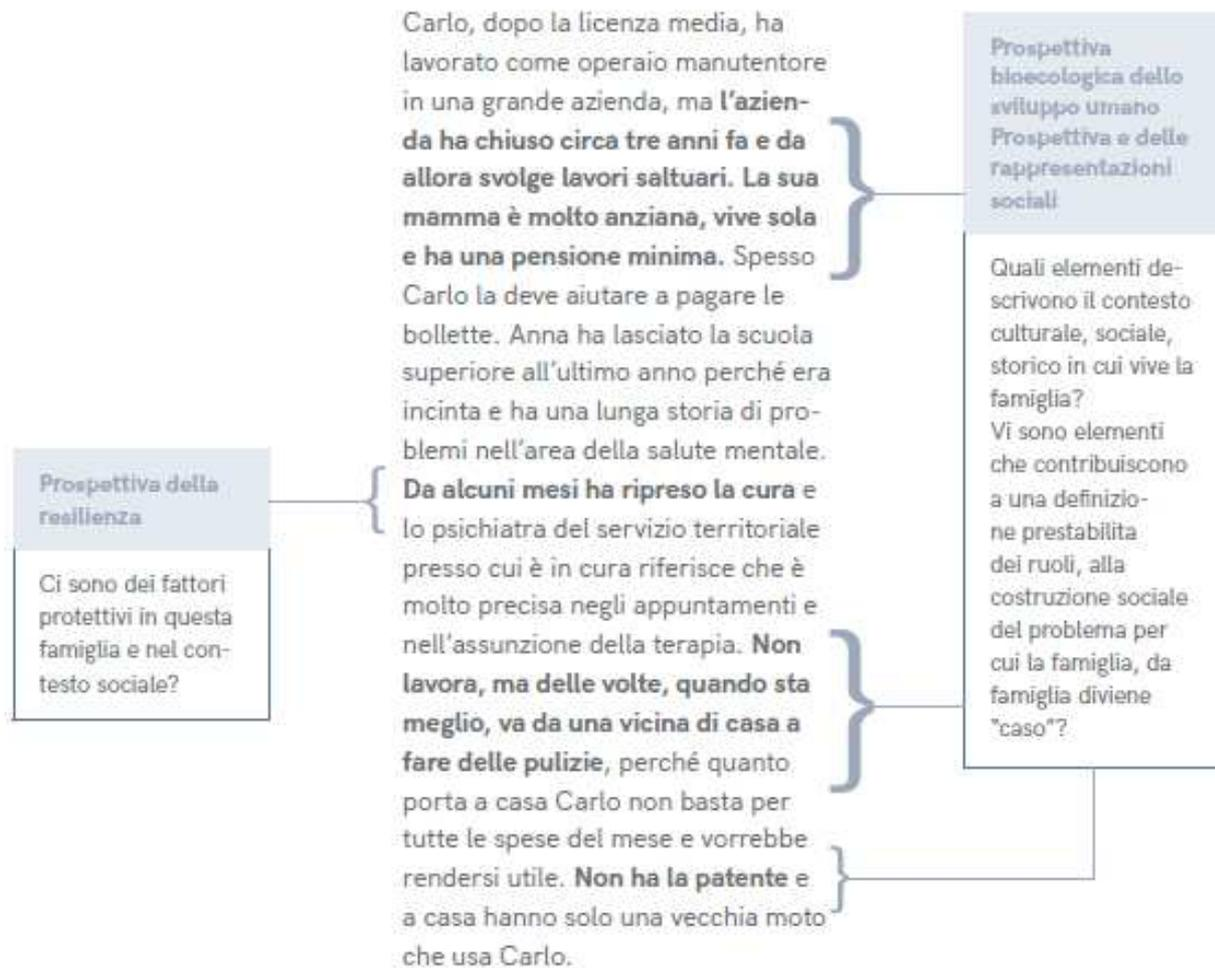 Carlo, dopo la licenza media, ha
lavorato come operaio manutentore
in una grande azienda, ma l'azien-
da ha chiuso circa tre anni fa e da
allora svolge lavori saltuari. La sua
mamma è molto anziana, vive sola
e ha una pensione minima. Spesso
Carlo la deve aiutare a pagare le
bollette. Anna ha lasciato la scuola
superiore all'ultimo anno perché era
incinta e ha una lunga storia di pro-
blemi nell'area della salute mentale.
Da alcuni mesi ha ripreso la cura e
lo psichiatra del servizio territoriale
presso cui è in cura riferisce che è
molto precisa negli appuntamenti e
nell'assunzione della terapia. Non
lavora, ma delle volte, quando sta
meglio, va da una vicina di casa a
fare delle pulizie, perché quanto
porta a casa Carlo non basta per
tutte le spese del mese e vorrebbe
rendersi utile. Non ha la patente e
a casa hanno solo una vecchia moto
che usa Carlo.
Prospettiva della
resilienza
Ci sono dei fattori
protettivi in questa
famiglia e nel con-
testo sociale?
Prospettiva
bioecologica dello
sviluppo umano
Prospettiva e delle
rappresentazioni
sociali
Quali elementi de-
scrivono il contesto
culturale, sociale,
storico in cui vive la
famiglia?
Vi sono elementi
che contribuiscono
a una definizio-
ne prestabilita
dei ruoli, alla
costruzione sociale
del problema per
cui la famiglia, da
famiglia diviene
"caso"?